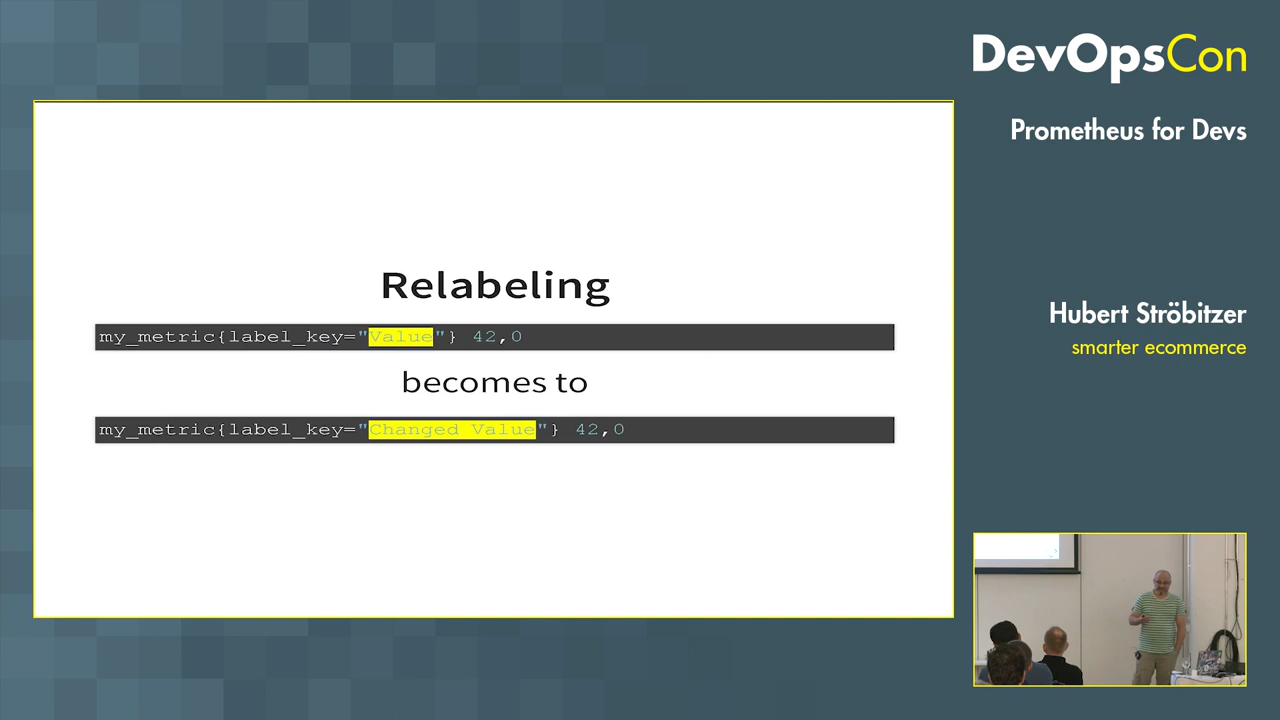 DevOpsCon
Prometheus for Devs
Relabeling
my_metric{label_key="Value"} 42,0
becomes to
my_metric{label_key="Changed Value"} 42,0
Hubert Ströbitzer
smarter ecommerce